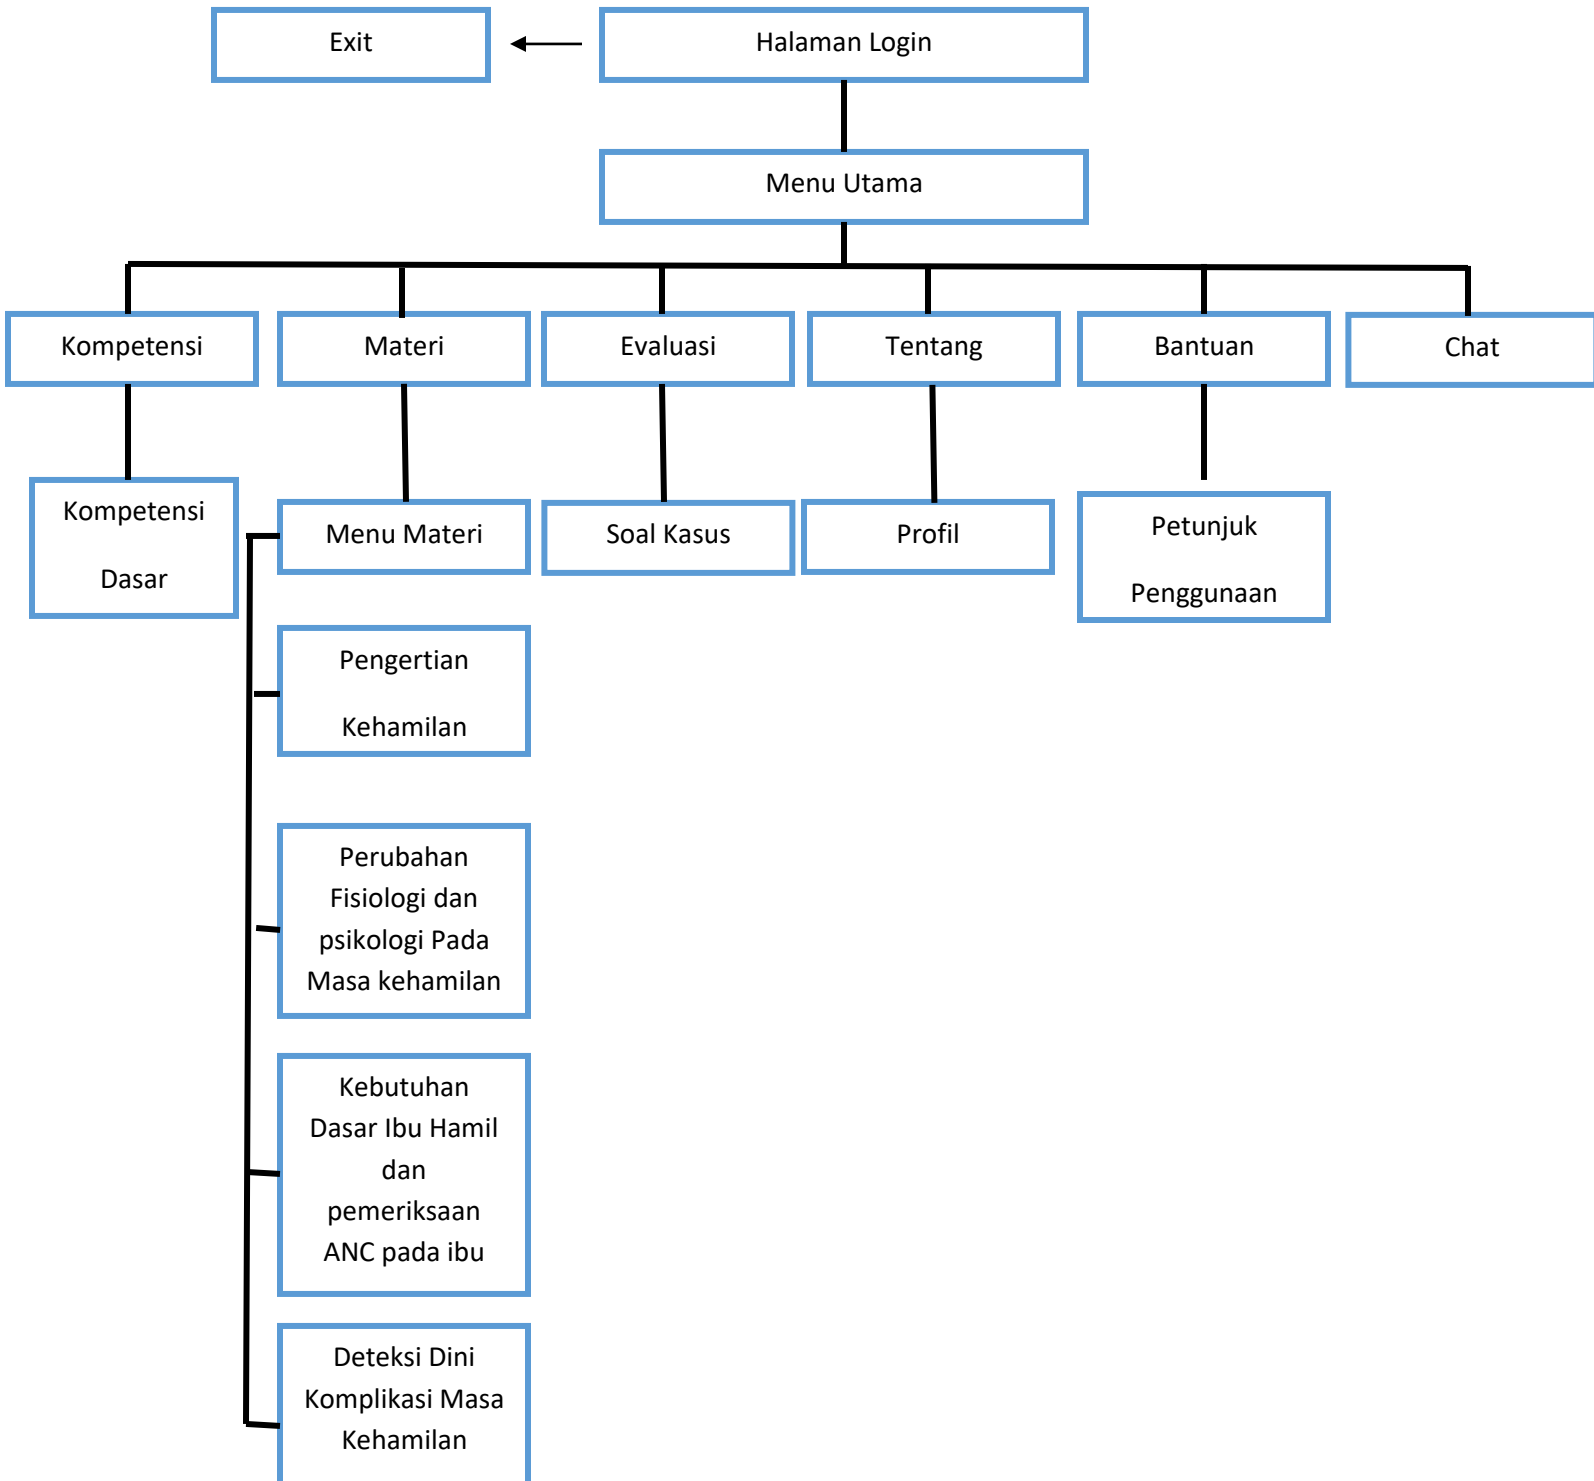 Exit
Halaman Login
Menu Utama
Kompetensi
Materi
Evaluasi
Tentang
Bantuan
Chat
Kompetensi
Dasar
Menu Materi
Soal Kasus
Profil
Petunjuk
Penggunaan
Pengertian
Kehamilan
Perubahan
Fisiologi dan
psikologi Pada
Masa kehamilan
Kebutuhan
Dasar Ibu Hamil
dan
pemeriksaan
ANC pada ibu
Deteksi Dini
Komplikasi Masa
Kehamilan